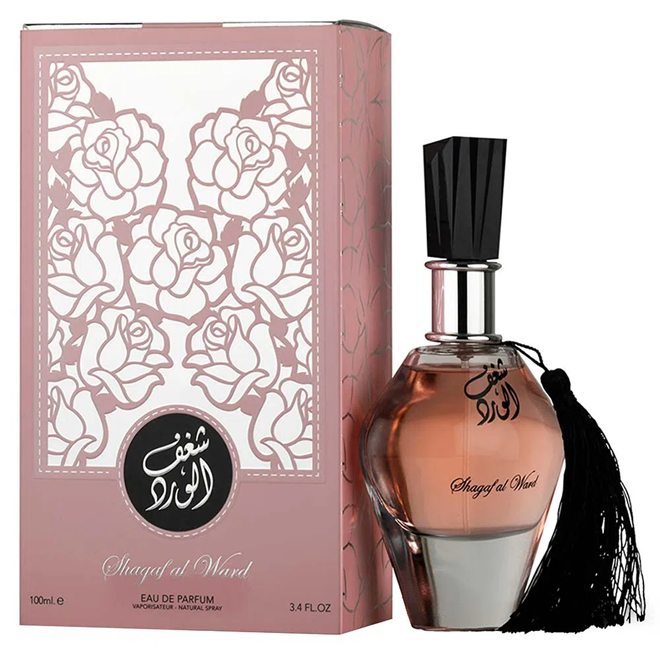 شغف
الورد
Shagaf al Ward
100ml. e
EAU DE PARFUM
VAPORISATEUR - NATURAL SPRAY
3.4 FL.OZ
شغف
الورد
Shagaf al Ward